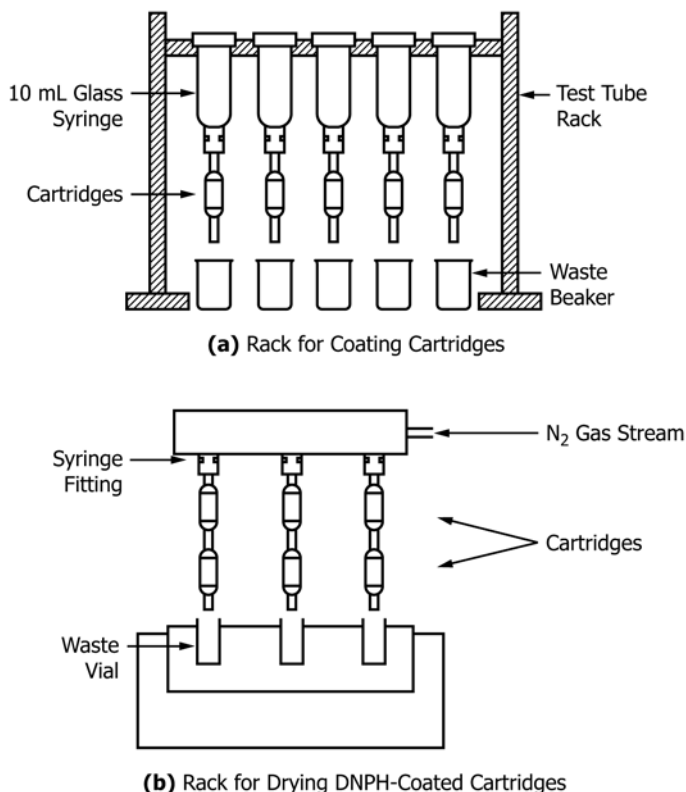 10 mL Glass
Syringe
Test Tube
Rack
Cartridges
Waste
Beaker
(a) Rack for Coating Cartridges
N₂ Gas Stream
Syringe
Fitting
Cartridges
Waste
Vial
(b) Rack for Drying DNPH-Coated Cartridges